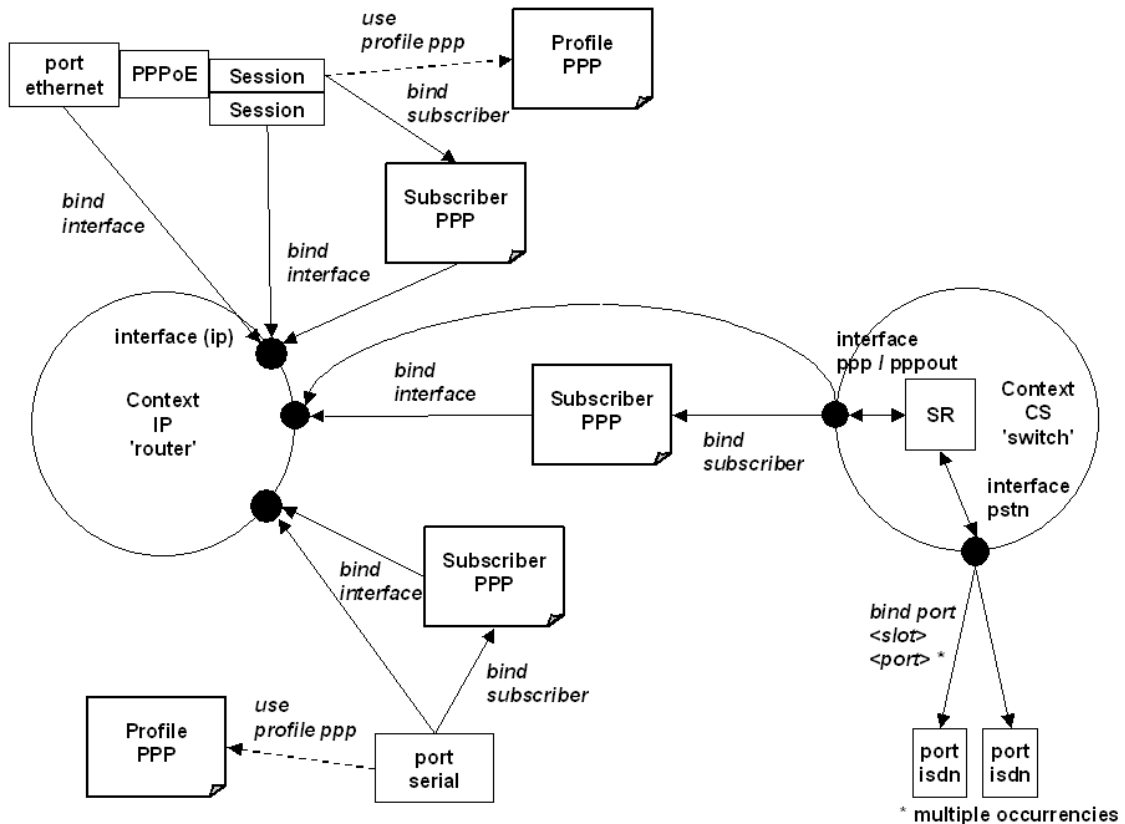 use
profile ppp
Profile
PPP
port
ethernet
PPPoE
Session
Session
bind
subscriber
Subscriber
PPP
bind
interface
bind
interface
interface (ip)
Context
IP
'router'
bind
interface
Subscriber
PPP
bind
subscriber
interface
ppp / pppout
SR
Context
CS
'switch'
interface
pstn
bind
interface
Subscriber
PPP
bind
subscriber
bind port
<slot>
<port> *
use
profile ppp
Profile
PPP
port
serial
port
isdn
port
isdn
* multiple occurrencies